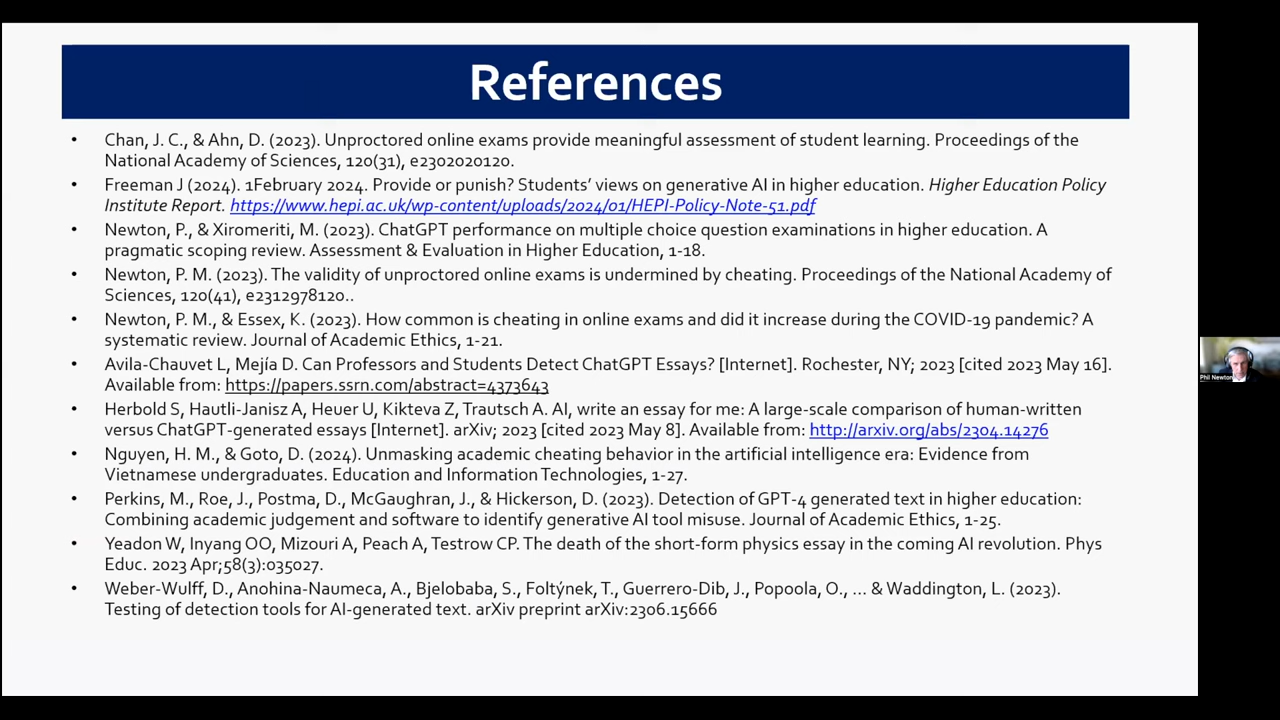 References
• Chan, J. C., & Ahn, D. (2023). Unproctored online exams provide meaningful assessment of student learning. Proceedings of the
National Academy of Sciences, 120(31), e2302020120.
• Freeman J (2024). 1February 2024. Provide or punish? Students’ views on generative AI in higher education. Higher Education Policy
Institute Report. https://www.hepi.ac.uk/wp-content/uploads/2024/01/HEPI-Policy-Note-51.pdf
• Newton, P., & Xiromeriti, M. (2023). ChatGPT performance on multiple choice question examinations in higher education. A
pragmatic scoping review. Assessment & Evaluation in Higher Education, 1-18.
• Newton, P. M. (2023). The validity of unproctored online exams is undermined by cheating. Proceedings of the National Academy of
Sciences, 120(41), e2312978120..
• Newton, P. M., & Essex, K. (2023). How common is cheating in online exams and did it increase during the COVID-19 pandemic? A
systematic review. Journal of Academic Ethics, 1-21.
• Avila-Chauvet L, Mejía D. Can Professors and Students Detect ChatGPT Essays? [Internet]. Rochester, NY; 2023 [cited 2023 May 16].
Available from: https://papers.ssrn.com/abstract=4373643
• Herbold S, Hautli-Janisz A, Heuer U, Kikteva Z, Trautsch A. AI, write an essay for me: A large-scale comparison of human-written
versus ChatGPT-generated essays [Internet]. arXiv; 2023 [cited 2023 May 8]. Available from: http://arxiv.org/abs/2304.14276
• Nguyen, H. M., & Goto, D. (2024). Unmasking academic cheating behavior in the artificial intelligence era: Evidence from
Vietnamese undergraduates. Education and Information Technologies, 1-27.
• Perkins, M., Roe, J., Postma, D., McGaughran, J., & Hickerson, D. (2023). Detection of GPT-4 generated text in higher education:
Combining academic judgement and software to identify generative AI tool misuse. Journal of Academic Ethics, 1-25.
• Yeadon W, Inyang OO, Mizouri A, Peach A, Testrow CP. The death of the short-form physics essay in the coming AI revolution. Phys
Educ. 2023 Apr;58(3):035027.
• Weber-Wulff, D., Anohina-Naumeca, A., Bjelobaba, S., Foltýnek, T., Guerrero-Dib, J., Popoola, O., ... & Waddington, L. (2023).
Testing of detection tools for AI-generated text. arXiv preprint arXiv:2306.15666
Phil Newton